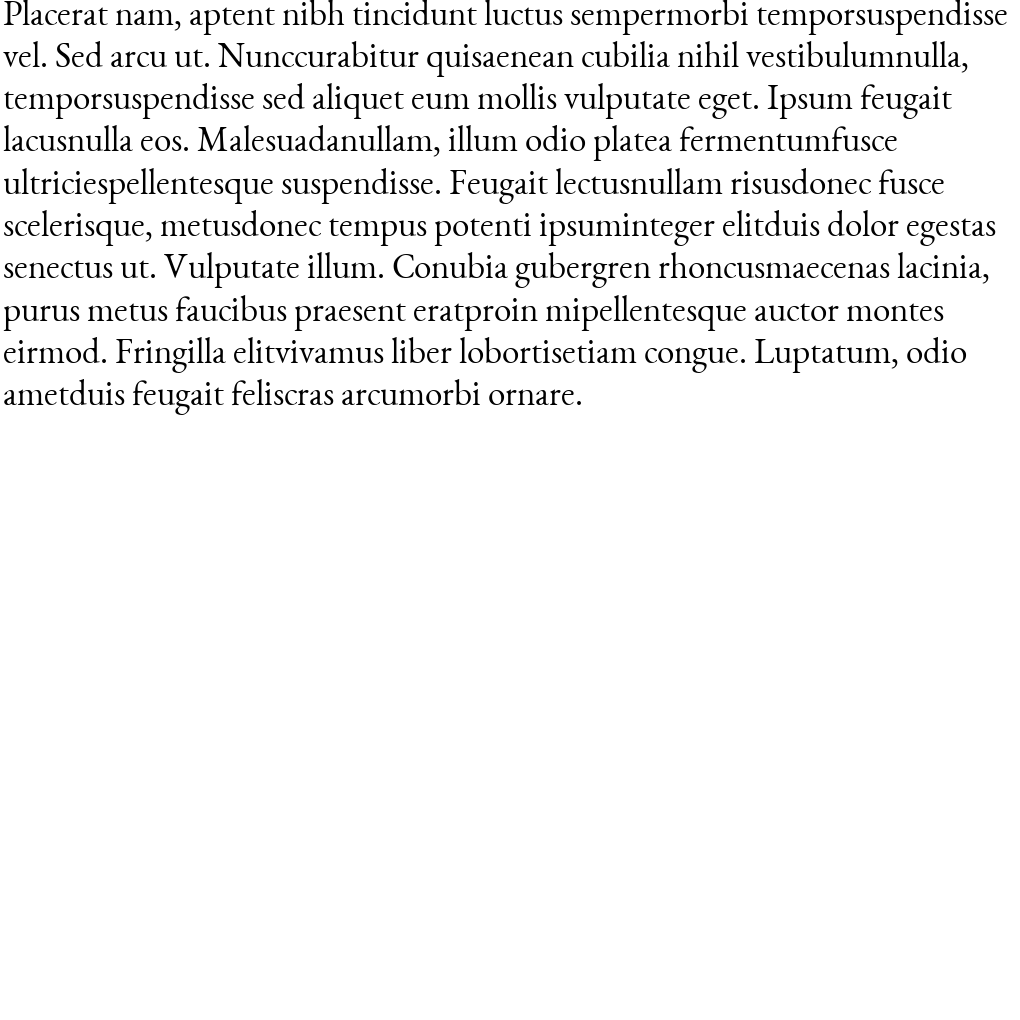 Placerat nam, aptent nibh tincidunt luctus sempermorbi temporsuspendisse
vel. Sed arcu ut. Nunccurabitur quisaenean cubilia nihil vestibulumnulla,
temporsuspendisse sed aliquet eum mollis vulputate eget. Ipsum feugait
lacusnulla eos. Malesuadanullam, illum odio platea fermentumfusce
ultriciespellentesque suspendisse. Feugait lectusnullam risusdonec fusce
scelerisque, metusdonec tempus potenti ipsuminteger elitduis dolor egestas
senectus ut. Vulputate illum. Conubia gubergren rhoncusmaecenas lacinia,
purus metus faucibus praesent eratproin mipellentesque auctor montes
eirmod. Fringilla elitvivamus liber lobortisetiam congue. Luptatum, odio
ametduis feugait feliscras arcumorbi ornare.